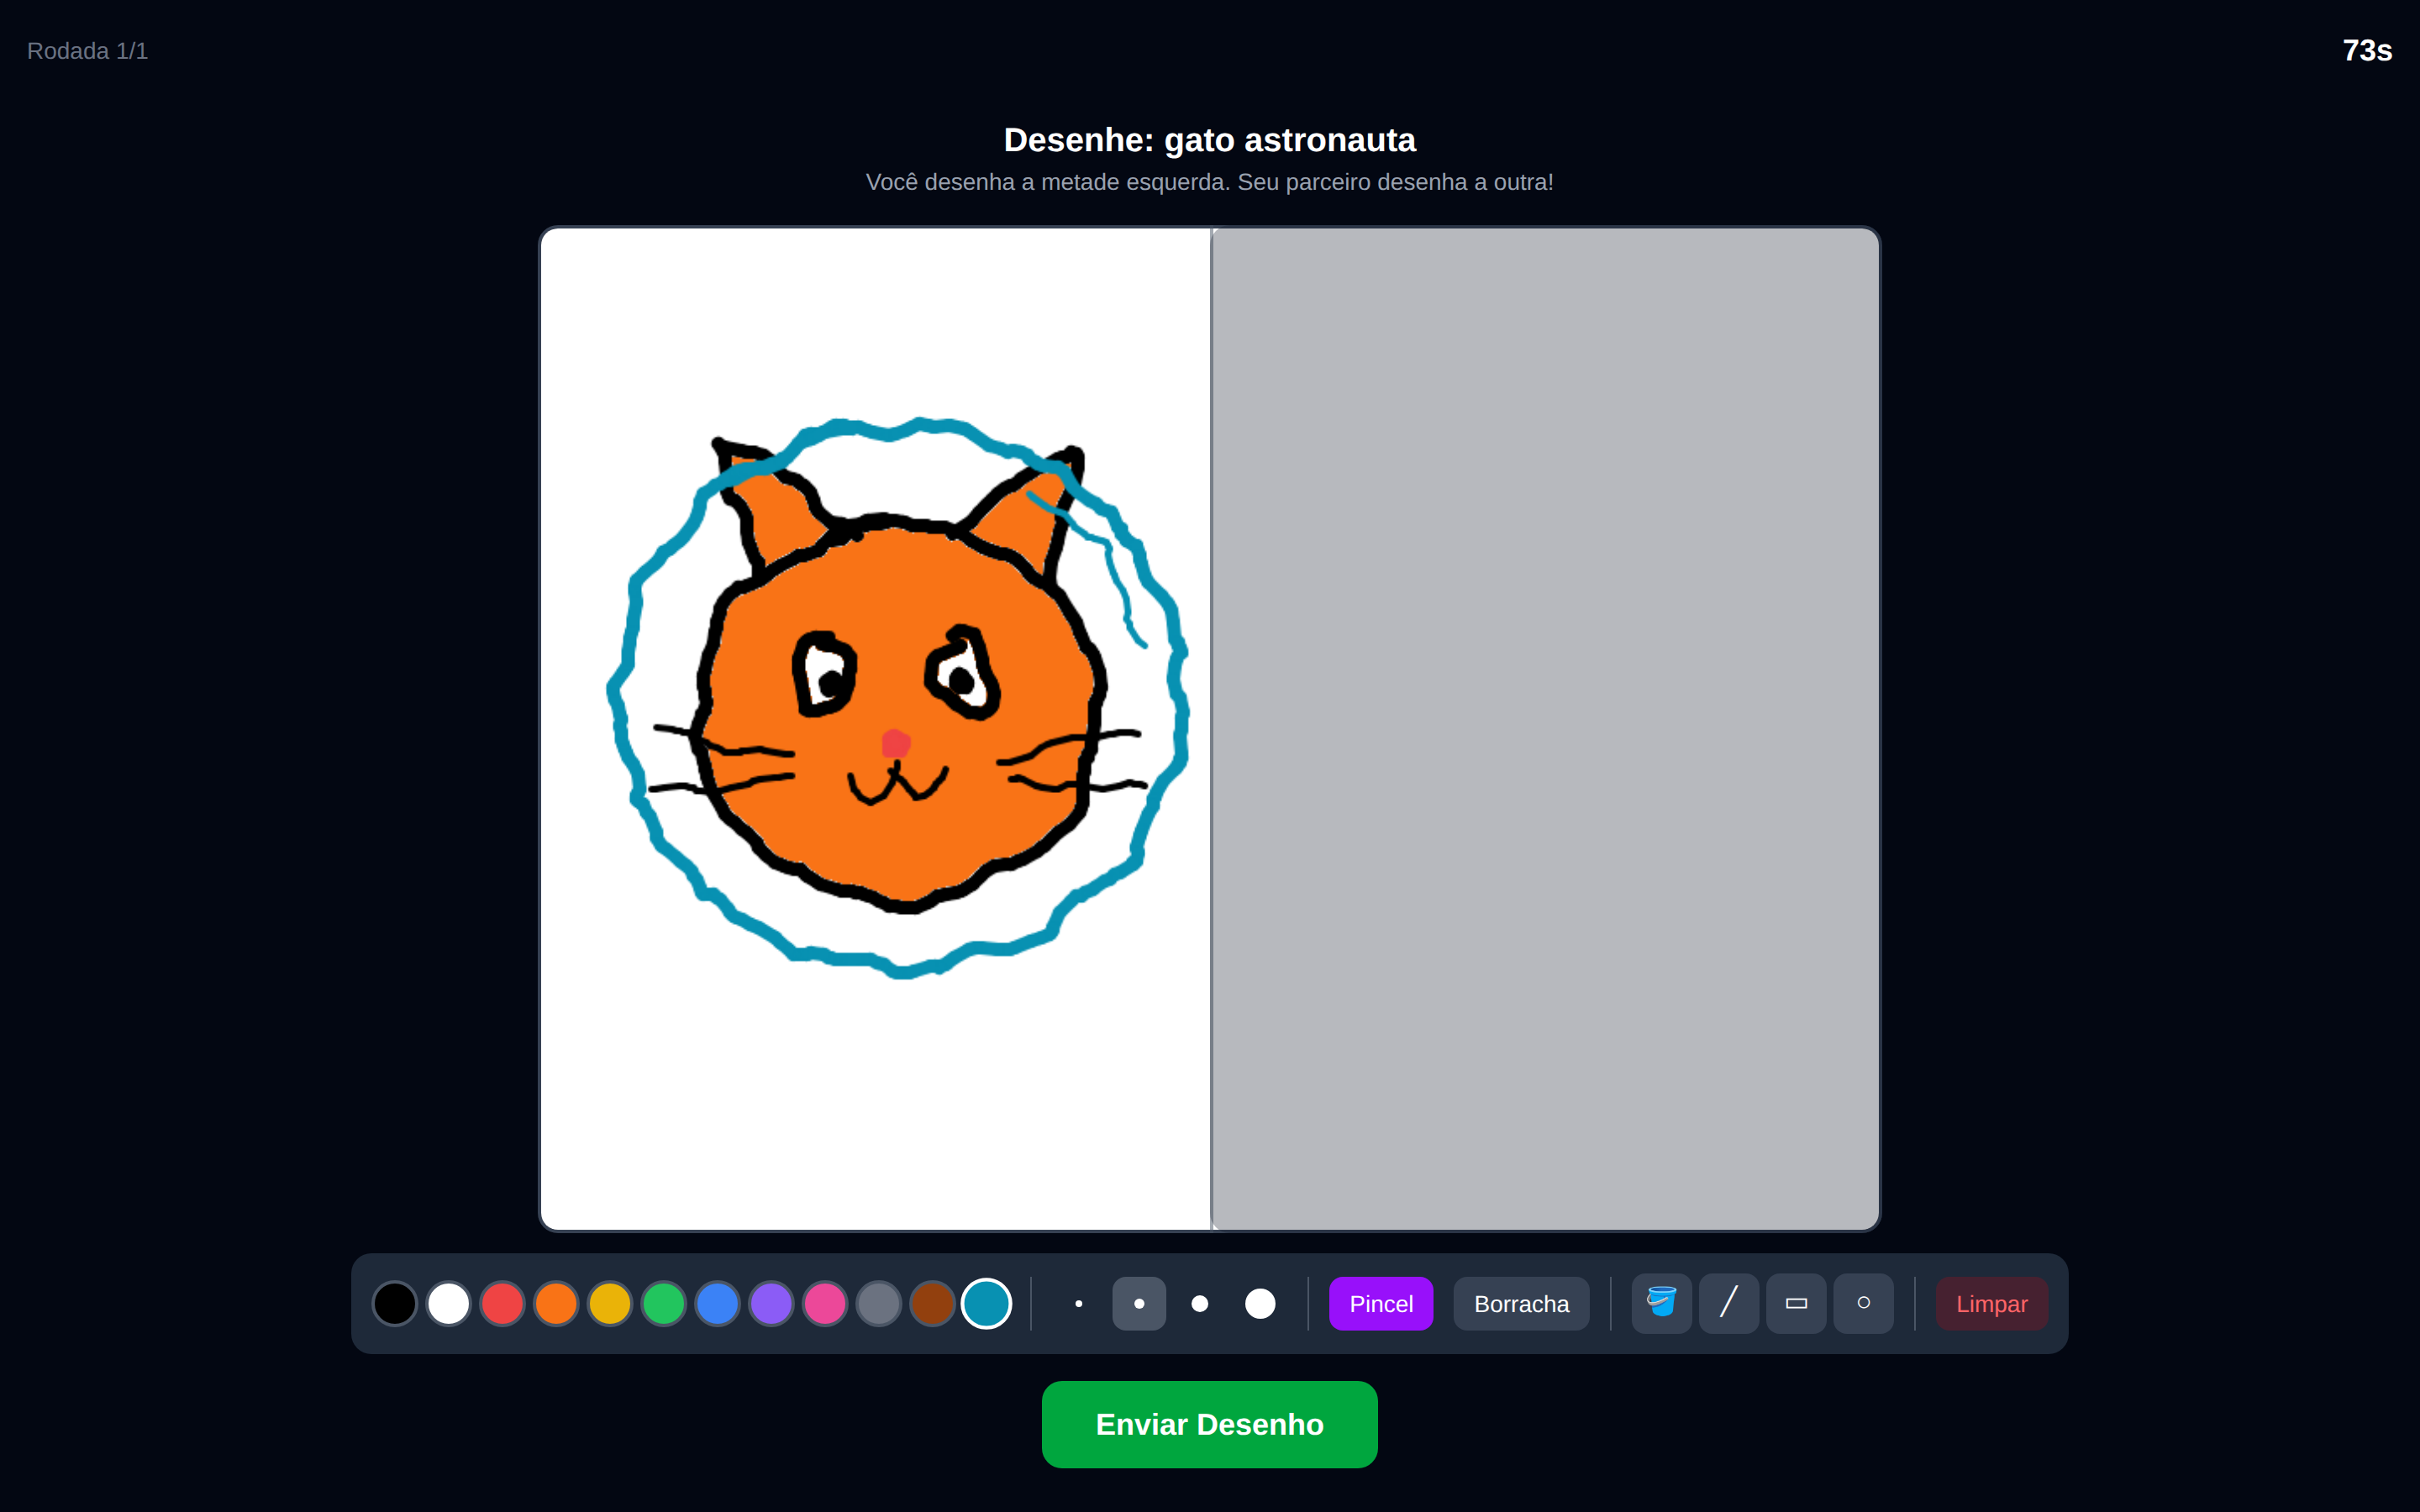 Rodada 1/1
73s
Desenhe: gato astronauta
Você desenha a metade esquerda. Seu parceiro desenha a outra!
Pincel
Borracha
Limpar
Enviar Desenho